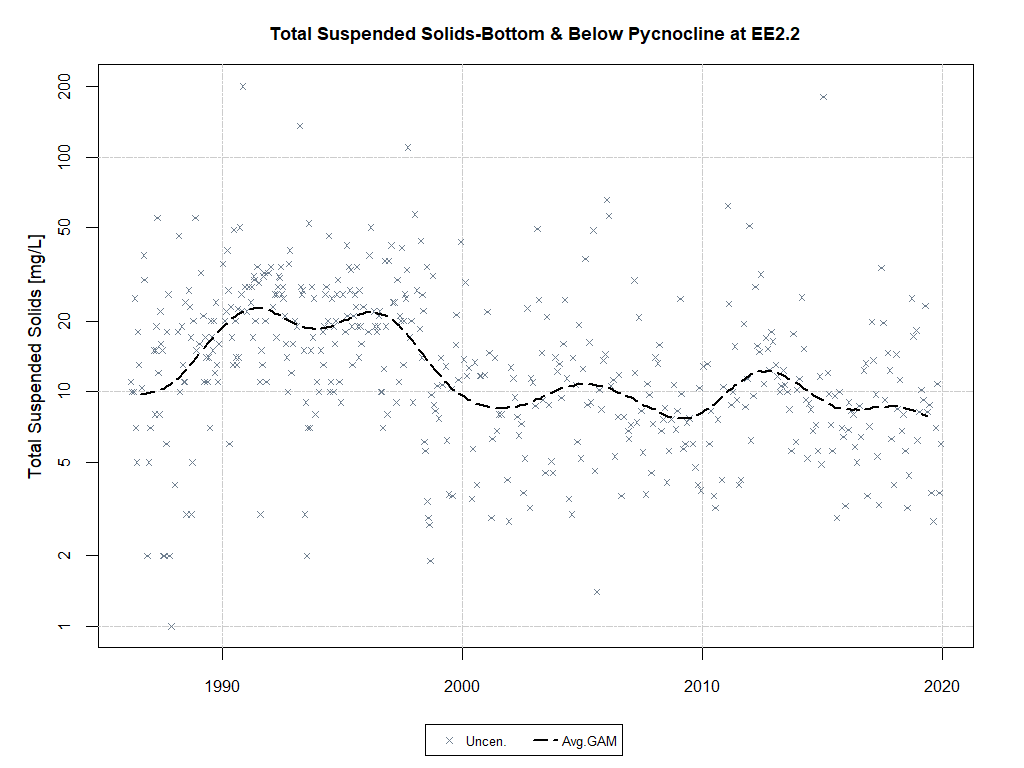 Total Suspended Solids-Bottom & Below Pycnocline at EE2.2
Total Suspended Solids [mg/L]
200
100
50
20
10
5
2
1
1990 2000 2010 2020
Uncen. Avg.GAM